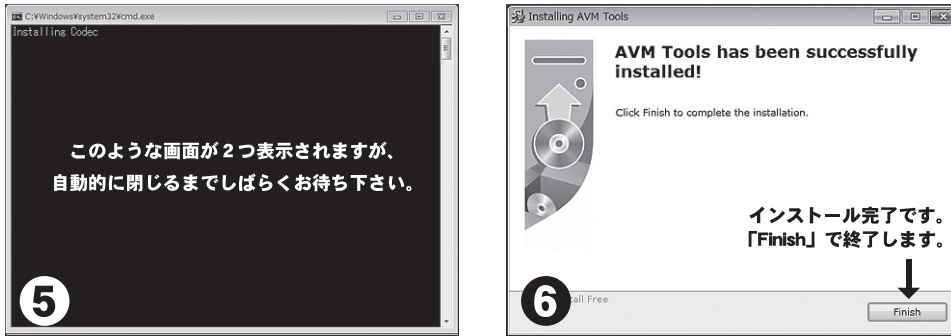 C:¥Windows¥system32¥cmd.exe
Installing Codec
このような画面が２つ表示されますが、
自動的に閉じるまでしばらくお待ち下さい。
5
Installing AVM Tools
AVM Tools has been successfully
installed!
Click Finish to complete the installation.
インストール完了です。
「Finish」で終了します。
Free
Finish
6